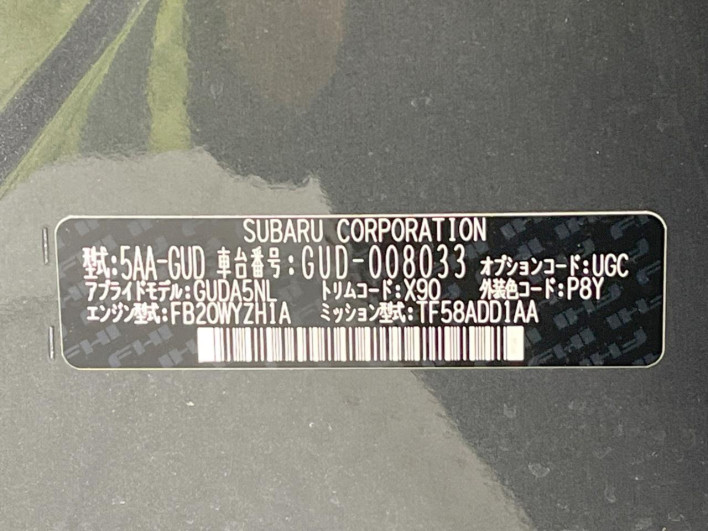 SUBARU CORPORATION
型式:5AA-GUD 車台番号:GUD-008033 オプションコード:UGC
アプライドモデル:GUDA5NL トリムコード:X90 外装色コード:P8Y
エンジン型式:FB20WYZH1A ミッション型式:TF58ADD1AA